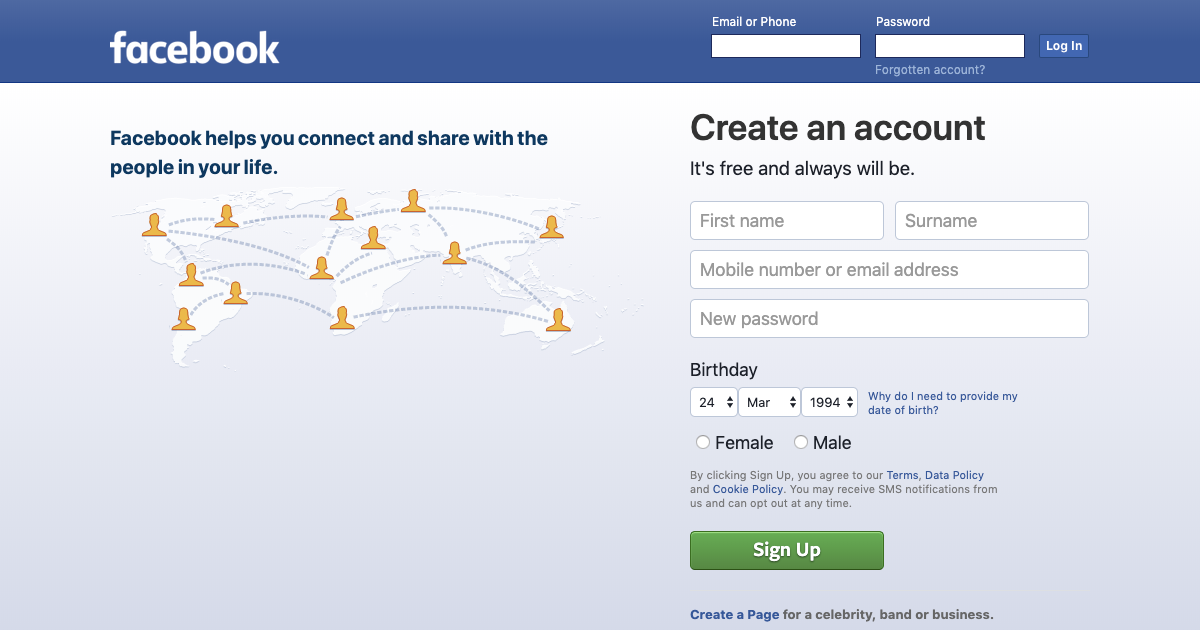 facebook
Email or Phone
Password
Log In
Forgotten account?
Facebook helps you connect and share with the
people in your life.
Create an account
It's free and always will be.
First name
Surname
Mobile number or email address
New password
Birthday
24
Mar
1994
Why do I need to provide my
date of birth?
Female
Male
By clicking Sign Up, you agree to our Terms, Data Policy
and Cookie Policy. You may receive SMS notifications from
us and can opt out at any time.
Sign Up
Create a Page for a celebrity, band or business.